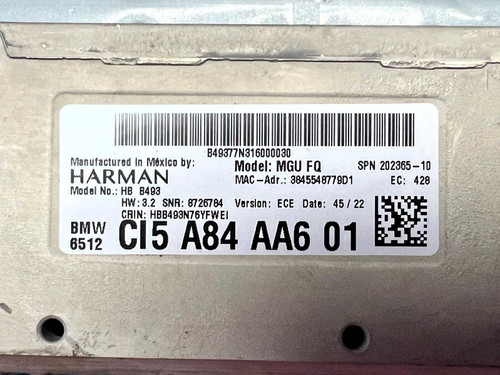 B49377N316000030
Manufactured in México by:
HARMAN
Model: MGU FQ
SPN 202365-10
MAC-Adr.: 3845548779D1
EC: 428
Model No.: HB B493
HW: 3.2 SNR: 8726784 Version: ECE Date: 45/22
CRIN: HBB493N76YFWEI
BMW
6512
CI5 A84 AA6 01